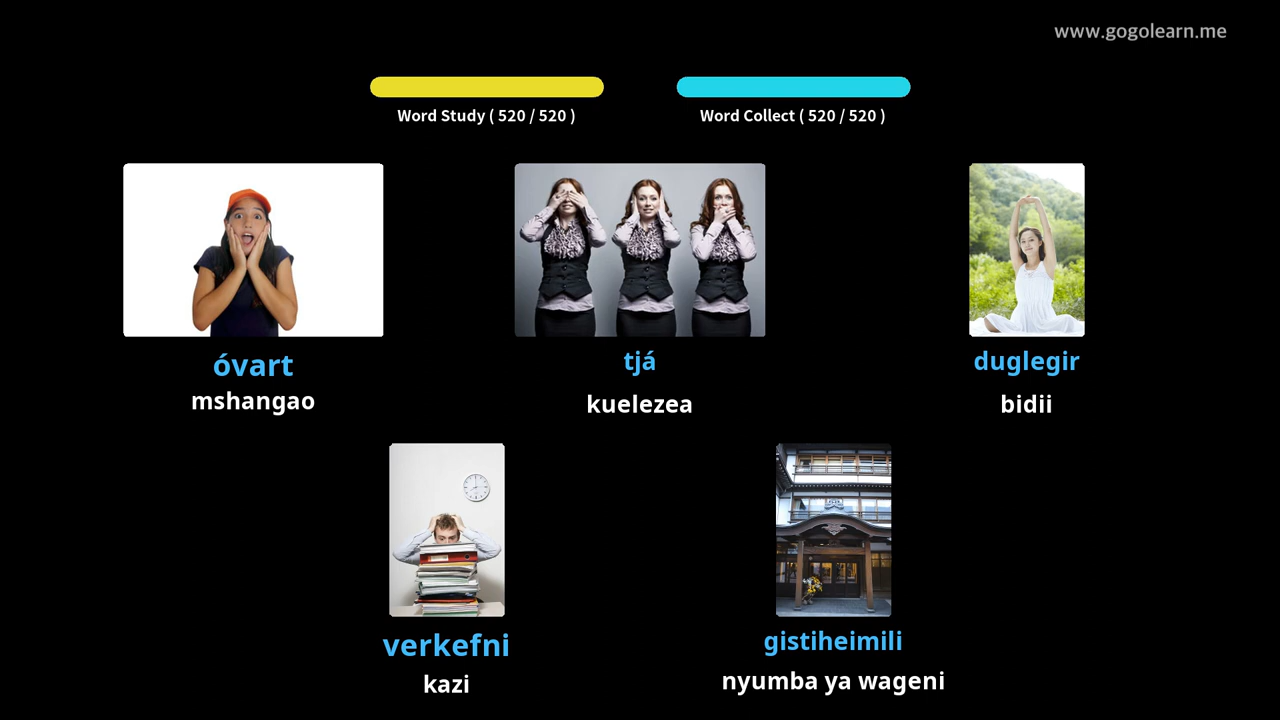 www.gogolearn.me
Word Study ( 520 / 520 )
Word Collect ( 520 / 520 )
óvart
mshangao
tjá
kuelezea
duglegir
bidii
verkefni
kazi
gistiheimili
nyumba ya wageni